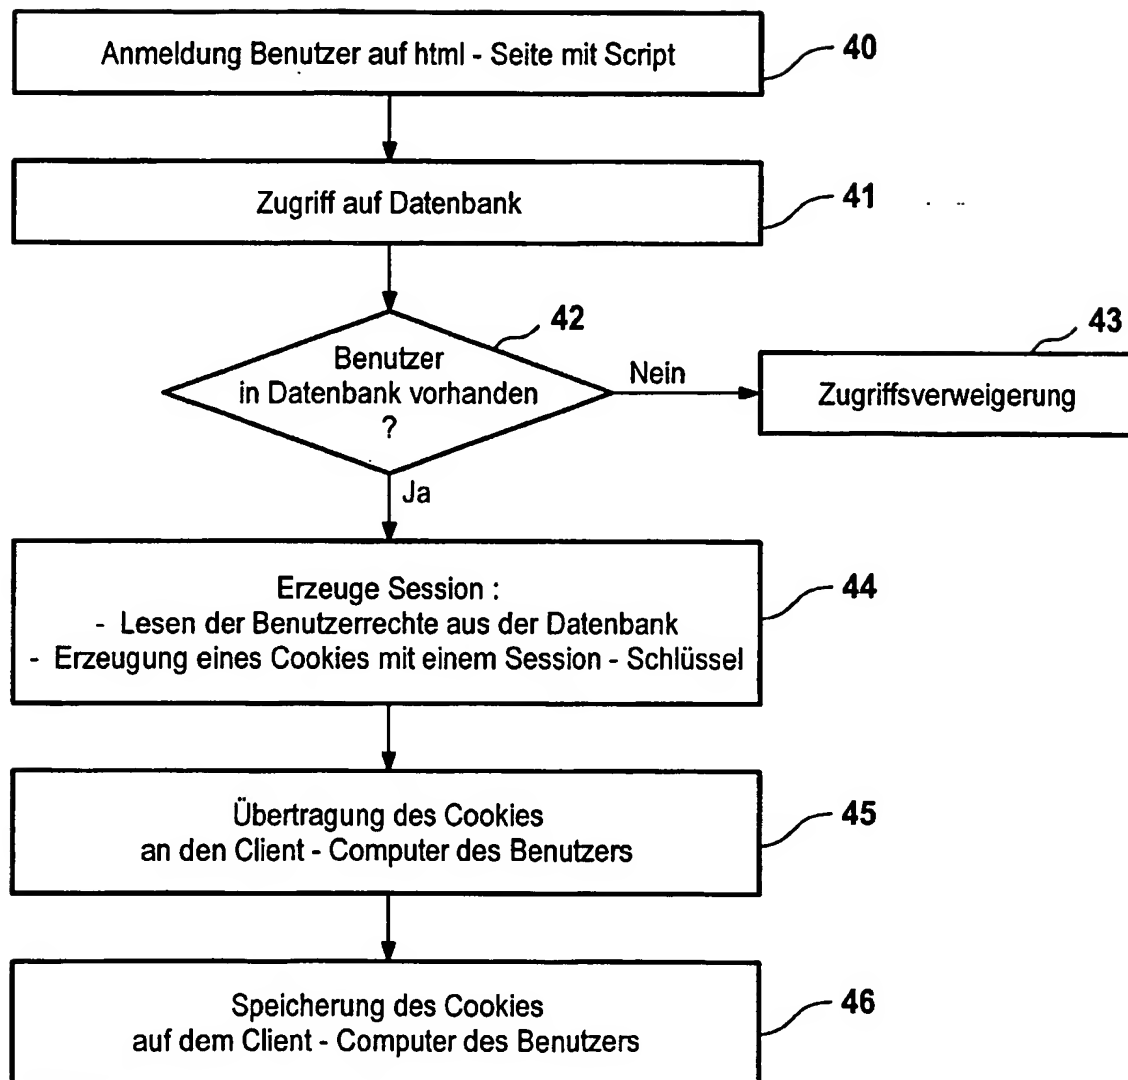 Anmeldung Benutzer auf html - Seite mit Script
40
Zugriff auf Datenbank
41
42
Benutzer
in Datenbank vorhanden
?
Nein
43
Zugriffsverweigerung
Ja
Erzeuge Session :
- Lesen der Benutzerrechte aus der Datenbank
- Erzeugung eines Cookies mit einem Session - Schlüssel
44
Übertragung des Cookies
an den Client - Computer des Benutzers
45
Speicherung des Cookies
auf dem Client - Computer des Benutzers
46